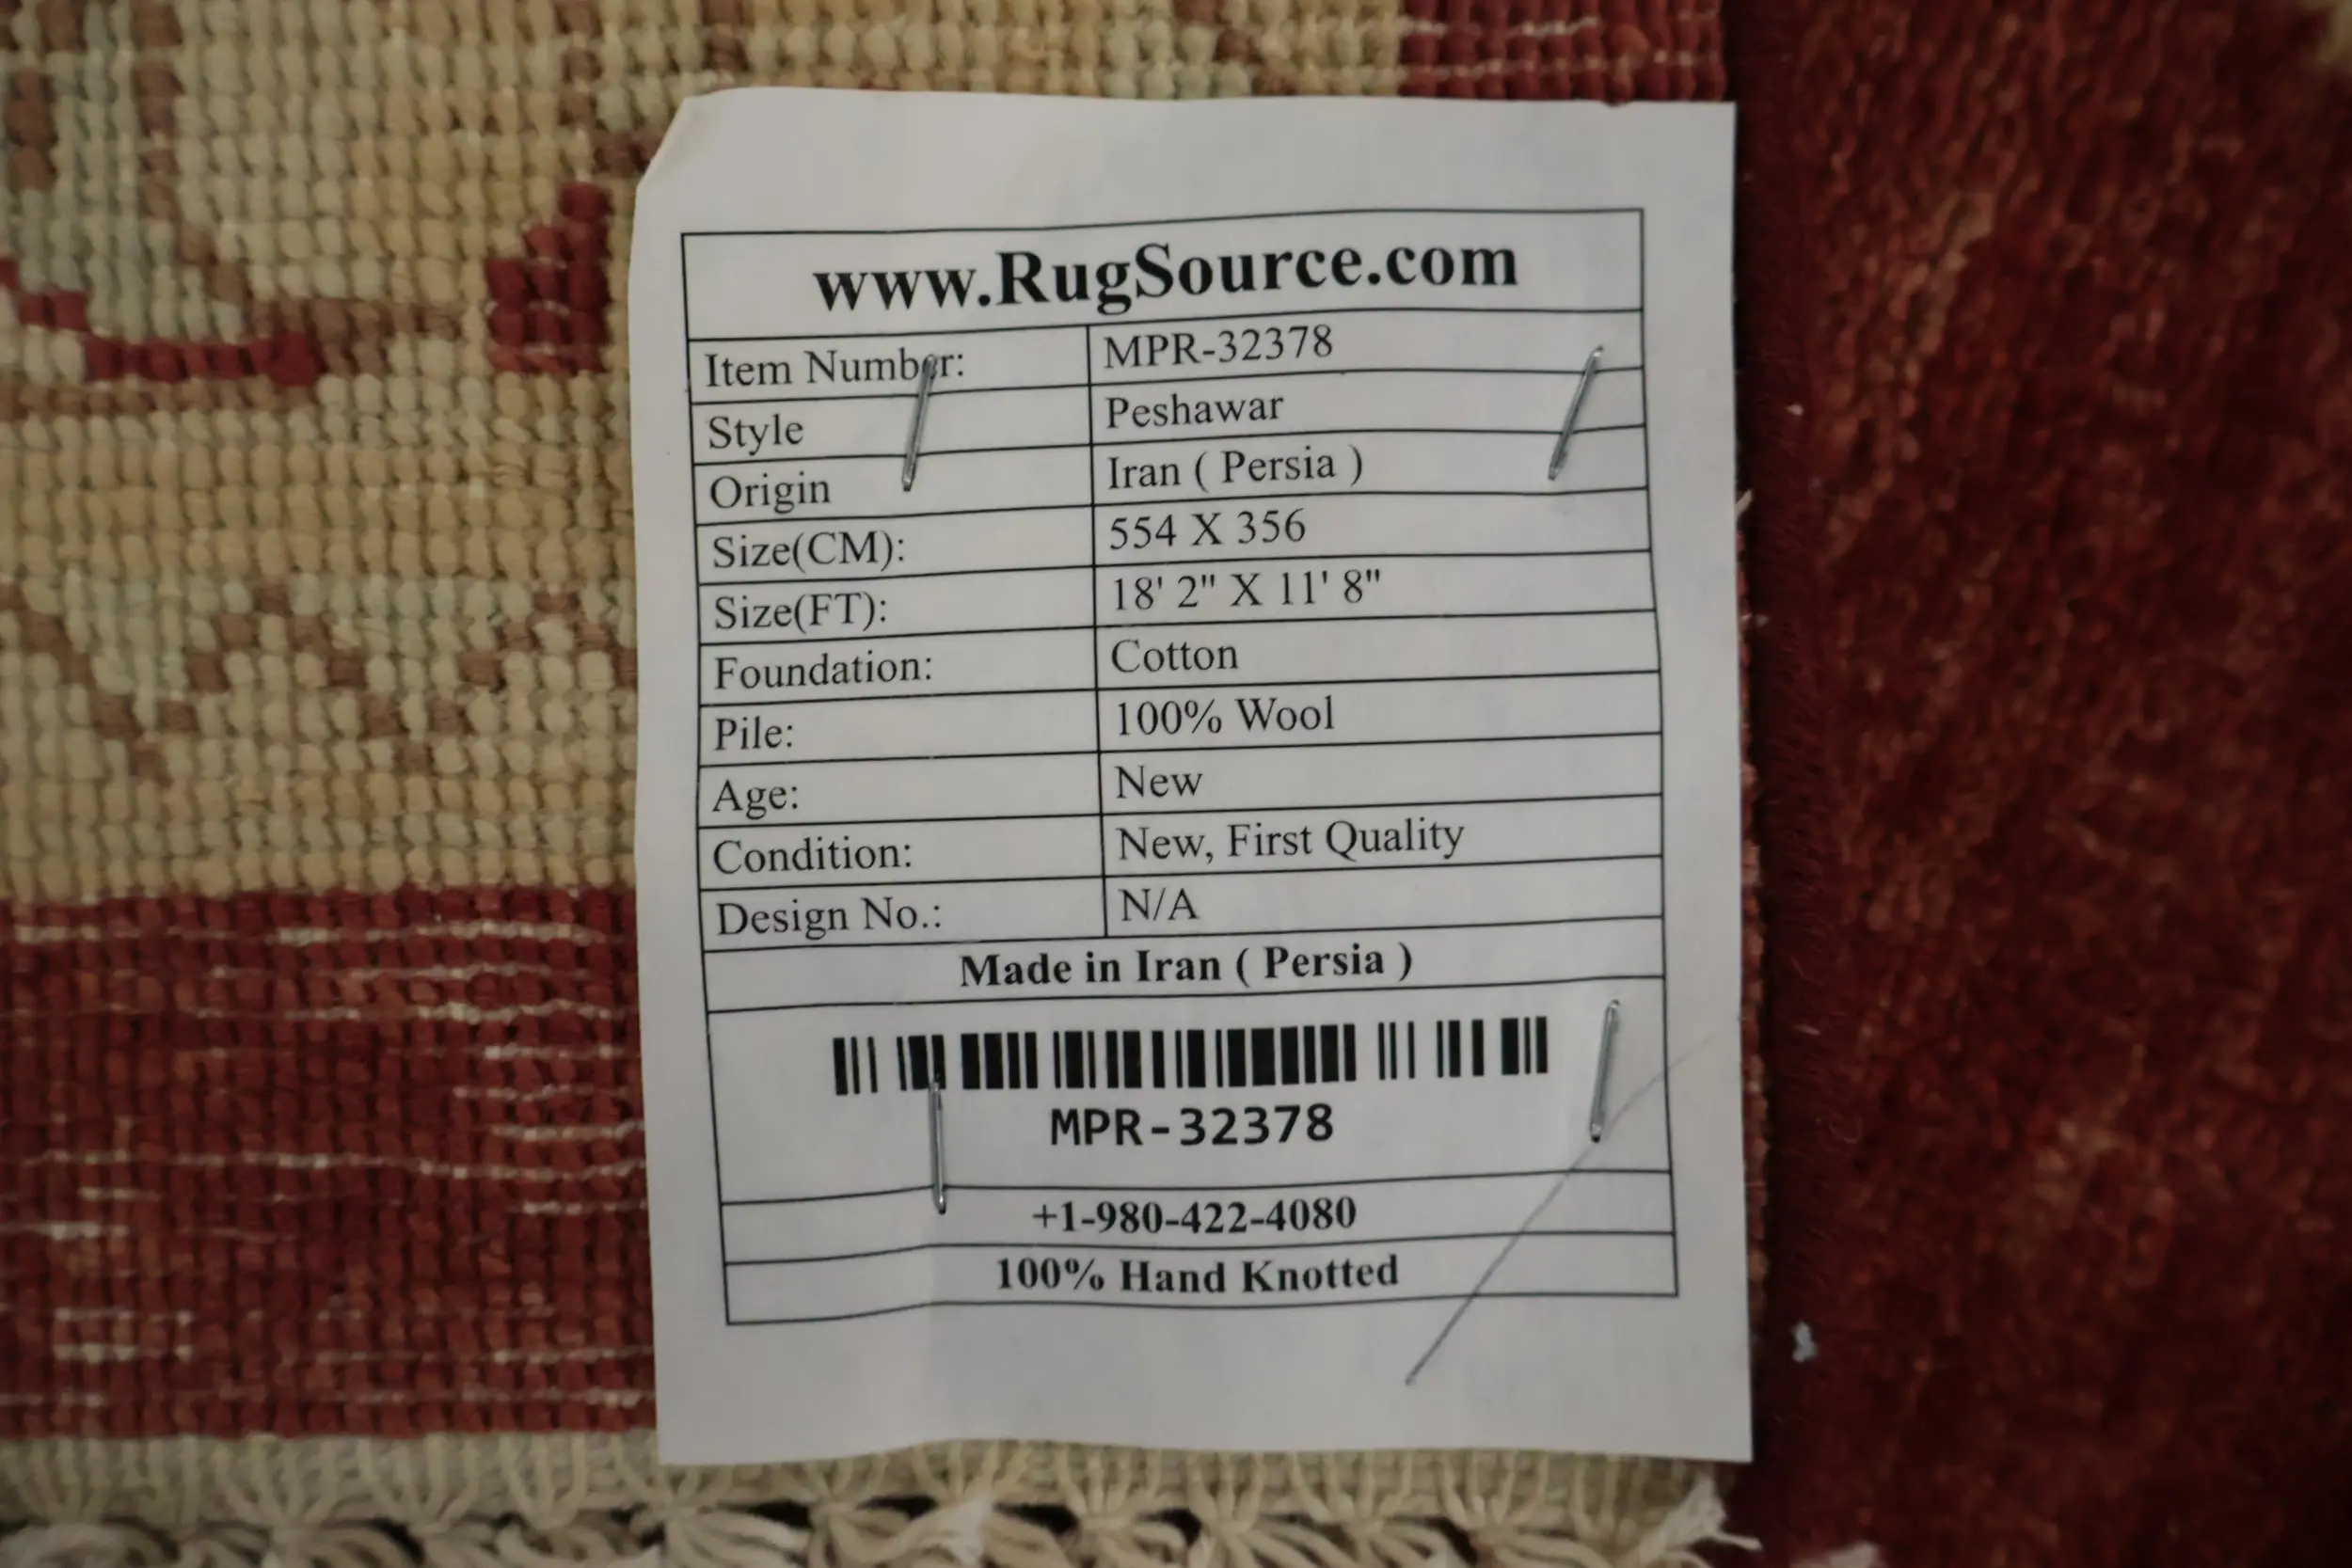 www.RugSource.com
Item Number: MPR-32378
Style Peshawar
Origin Iran ( Persia )
Size(CM): 554 X 356
Size(FT): 18' 2" X 11' 8"
Foundation: Cotton
Pile: 100% Wool
Age: New
Condition: New, First Quality
Design No.: N/A
Made in Iran ( Persia )
MPR-32378
+1-980-422-4080
100% Hand Knotted